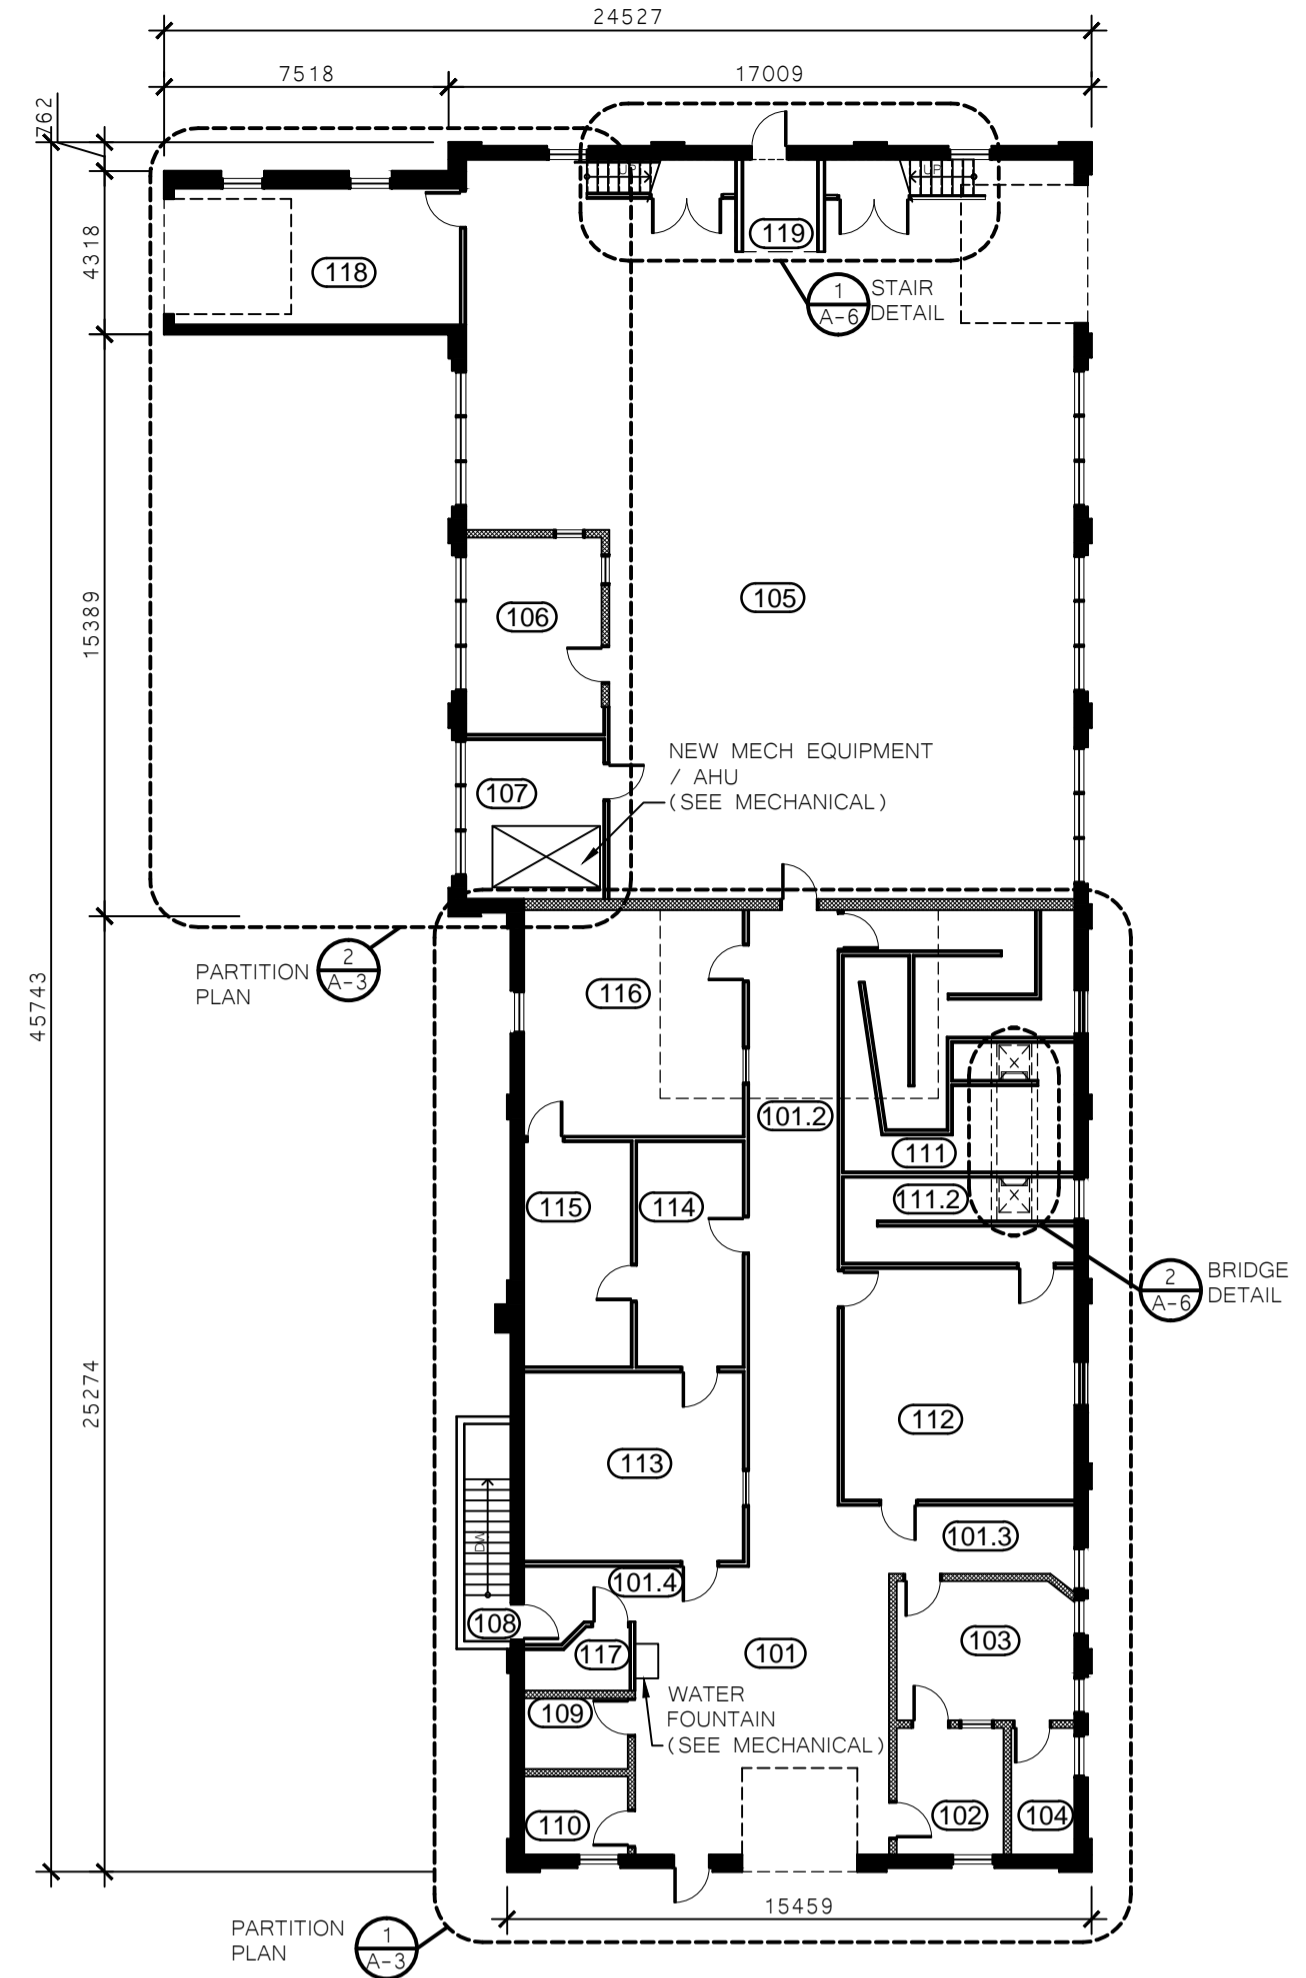 24527
7518
17009
762
UP
UP
119
4318
118
1
A-6
STAIR
DETAIL
15389
105
106
NEW MECH EQUIPMENT
/ AHU
(SEE MECHANICAL)
107
PARTITION
PLAN
2
A-3
45743
116
X
101.2
111
111.2
X
115
114
2
A-6
BRIDGE
DETAIL
25274
112
113
DW
101.3
101.4
108
117
103
101
109
WATER
FOUNTAIN
(SEE MECHANICAL)
110
102
104
15459
PARTITION
PLAN
1
A-3